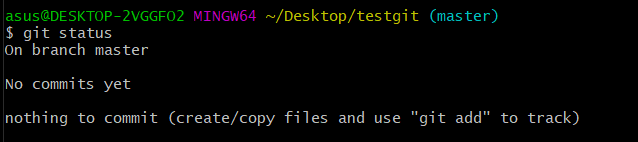 asus@DESKTOP-2VGGFO2 MINGW64 ~/Desktop/testgit (master)
$ git status
On branch master
No commits yet
nothing to commit (create/copy files and use "git add" to track)